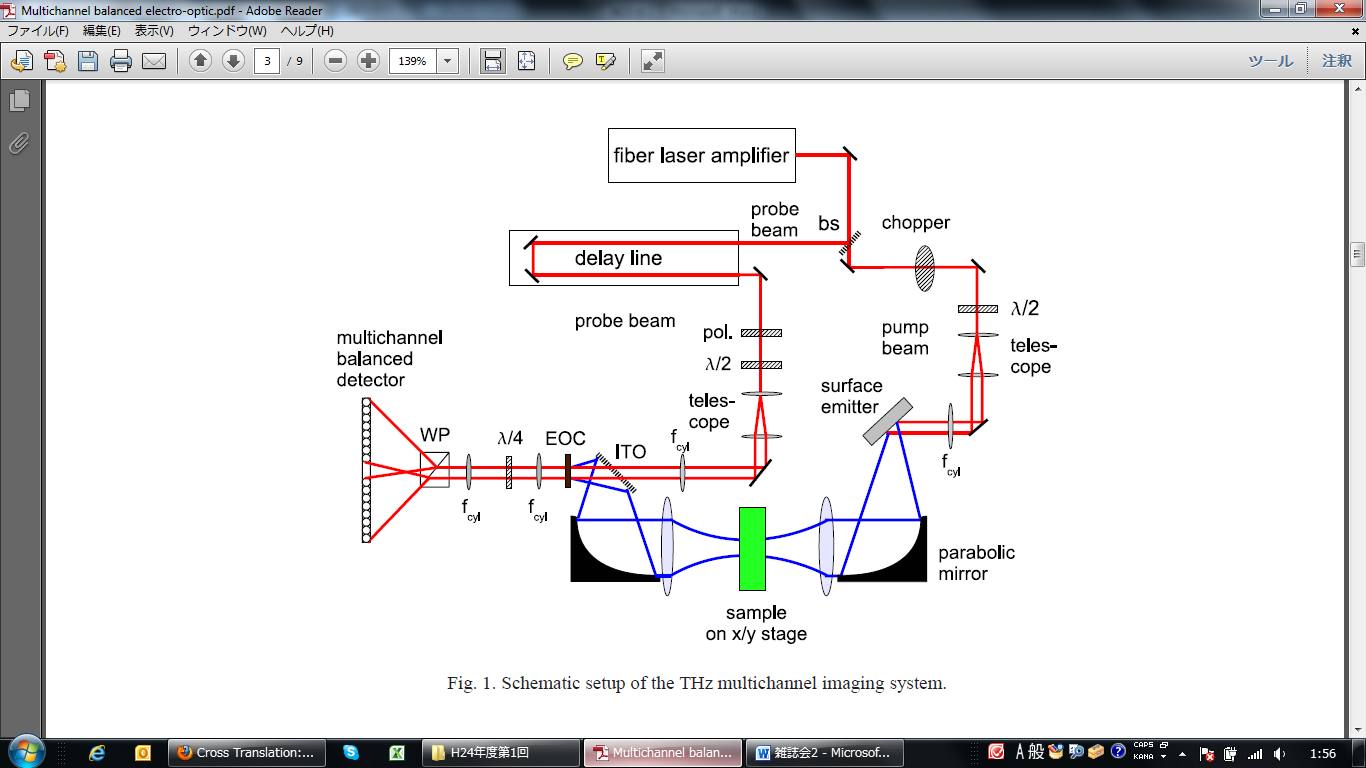 Multichannel balanced electro-optic.pdf - Adobe Reader
ファイル(F) 編集(E) 表示(V) ウィンドウ(W) ヘルプ(H)
3 / 9 139% ツール 注釈
fiber laser amplifier
probe
beam
bs
chopper
delay line
probe beam
pol.
λ/2
teles-
cope
pump
beam
λ/2
teles-
cope
multichannel
balanced
detector
surface
emitter
WP
λ/4
EOC
ITO
fcyl
fcyl
fcyl
fcyl
parabolic
mirror
sample
on x/y stage
Fig. 1. Schematic setup of the THz multichannel imaging system.
Cross Translation:... H24年度第1回 Multichannel balan... 雑誌会2 - Microsof... A 般 CAPS KANA 1:56